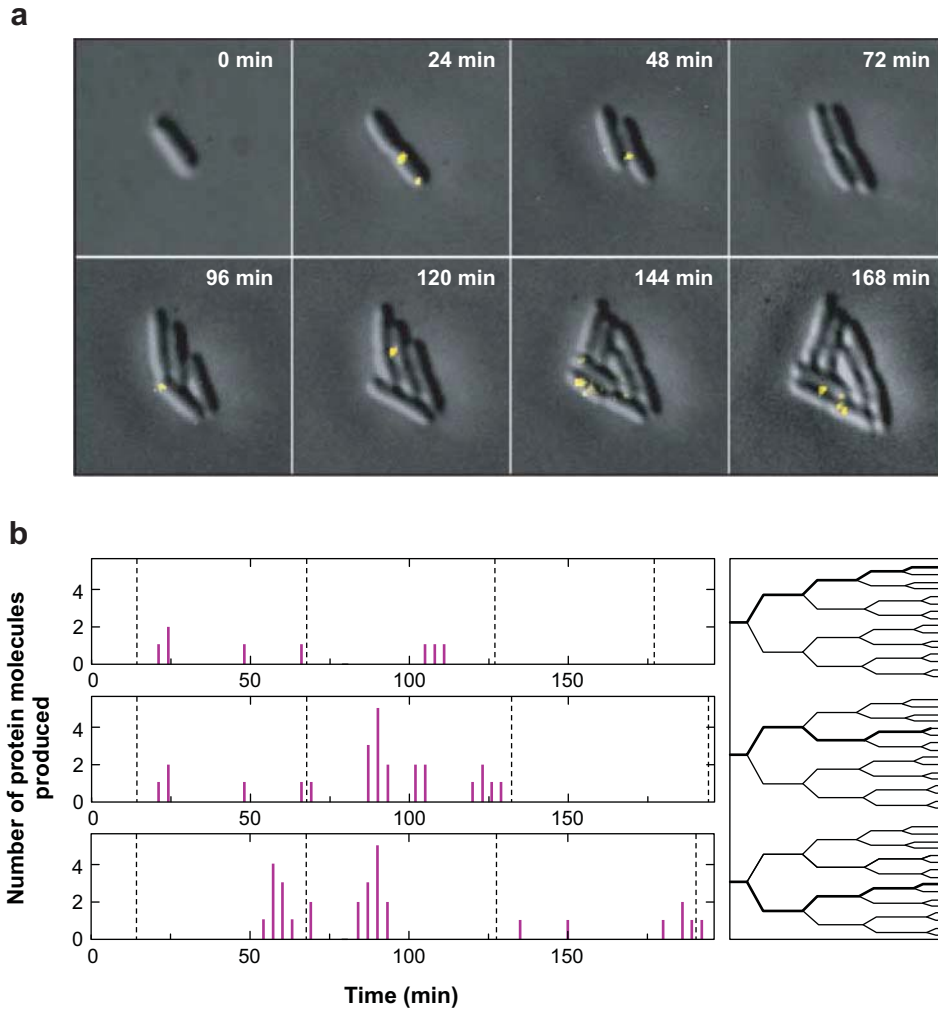 a
0 min
24 min
48 min
72 min
96 min
120 min
144 min
168 min
b
Number of protein molecules
produced
4
2
0
0
50
100
150
4
2
0
0
50
100
150
4
2
0
0
50
100
150
Time (min)